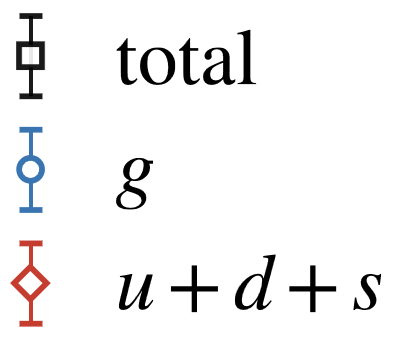 total
g
u + d + s